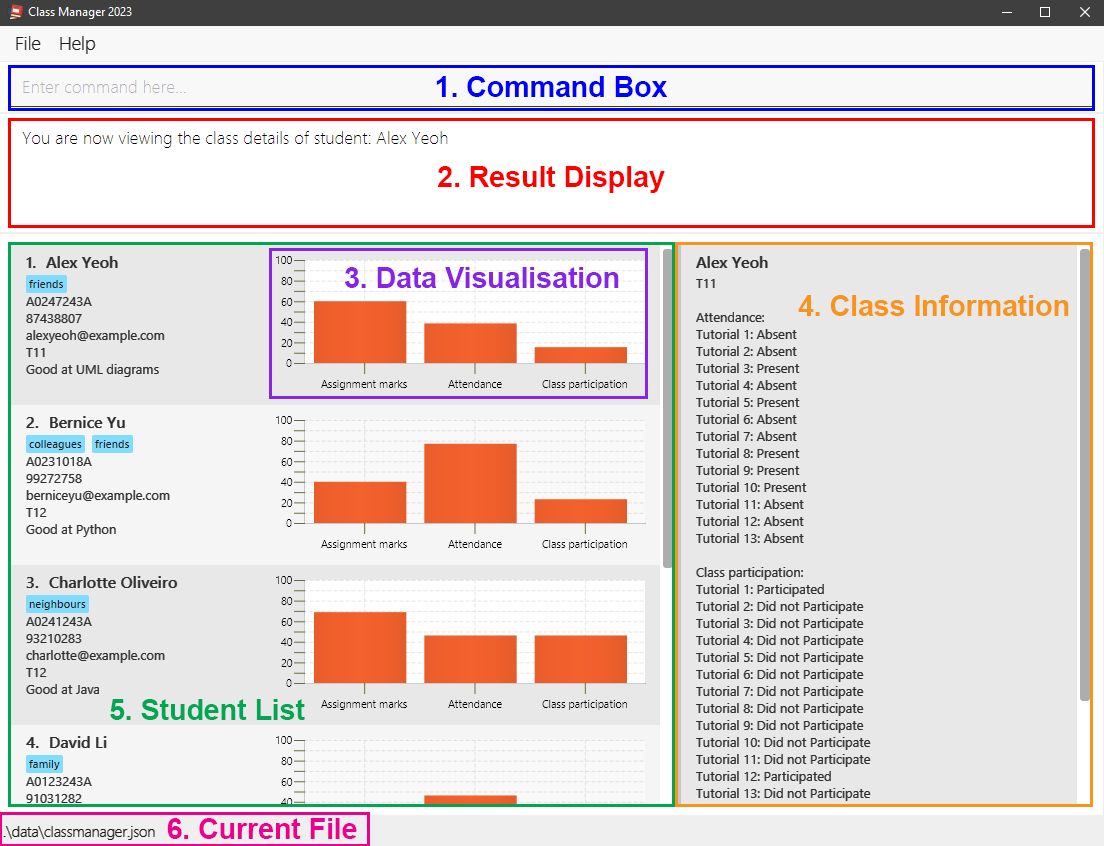 Class Manager 2023
File Help
Enter command here...
1. Command Box
You are now viewing the class details of student: Alex Yeoh
2. Result Display
1. Alex Yeoh
friends
A0247243A
87438807
alexyeoh@example.com
T11
Good at UML diagrams
3. Data Visualisation
100
80
60
40
20
0
Assignment marks Attendance Class participation
2. Bernice Yu
colleagues friends
A0231018A
99272758
berniceyu@example.com
T12
Good at Python
100
80
60
40
20
0
Assignment marks Attendance Class participation
3. Charlotte Oliveiro
neighbours
A0241243A
93210283
charlotte@example.com
T12
Good at Java
100
80
60
40
20
0
Assignment marks Attendance Class participation
5. Student List
4. David Li
family
A0123243A
91031282
100
80
60
40
Alex Yeoh
T11
4. Class Information
Attendance:
Tutorial 1: Absent
Tutorial 2: Absent
Tutorial 3: Present
Tutorial 4: Absent
Tutorial 5: Present
Tutorial 6: Absent
Tutorial 7: Absent
Tutorial 8: Present
Tutorial 9: Present
Tutorial 10: Present
Tutorial 11: Absent
Tutorial 12: Absent
Tutorial 13: Absent
Class participation:
Tutorial 1: Participated
Tutorial 2: Did not Participate
Tutorial 3: Did not Participate
Tutorial 4: Did not Participate
Tutorial 5: Did not Participate
Tutorial 6: Did not Participate
Tutorial 7: Did not Participate
Tutorial 8: Did not Participate
Tutorial 9: Did not Participate
Tutorial 10: Did not Participate
Tutorial 11: Did not Participate
Tutorial 12: Participated
Tutorial 13: Did not Participate
.\data\classmanager.json
6. Current File